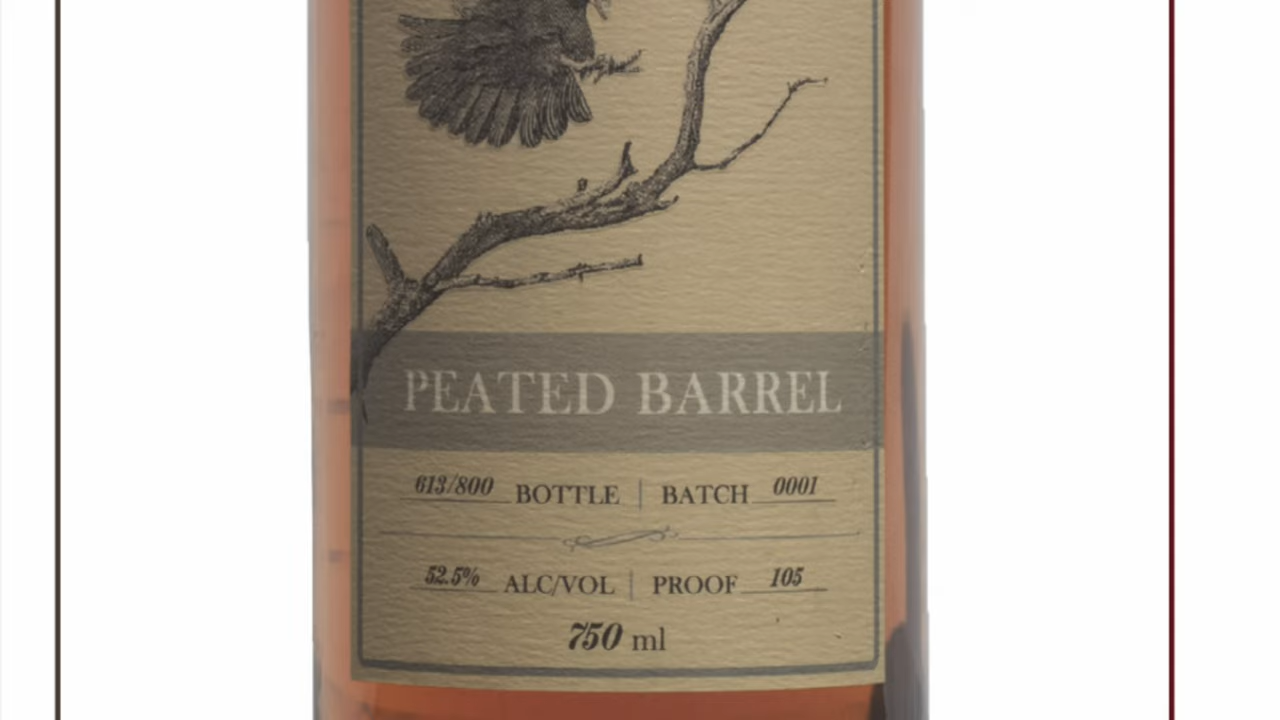 PEATED BARREL
613/800 BOTTLE | BATCH 0001
52.5% ALC/VOL | PROOF 105
750 ml